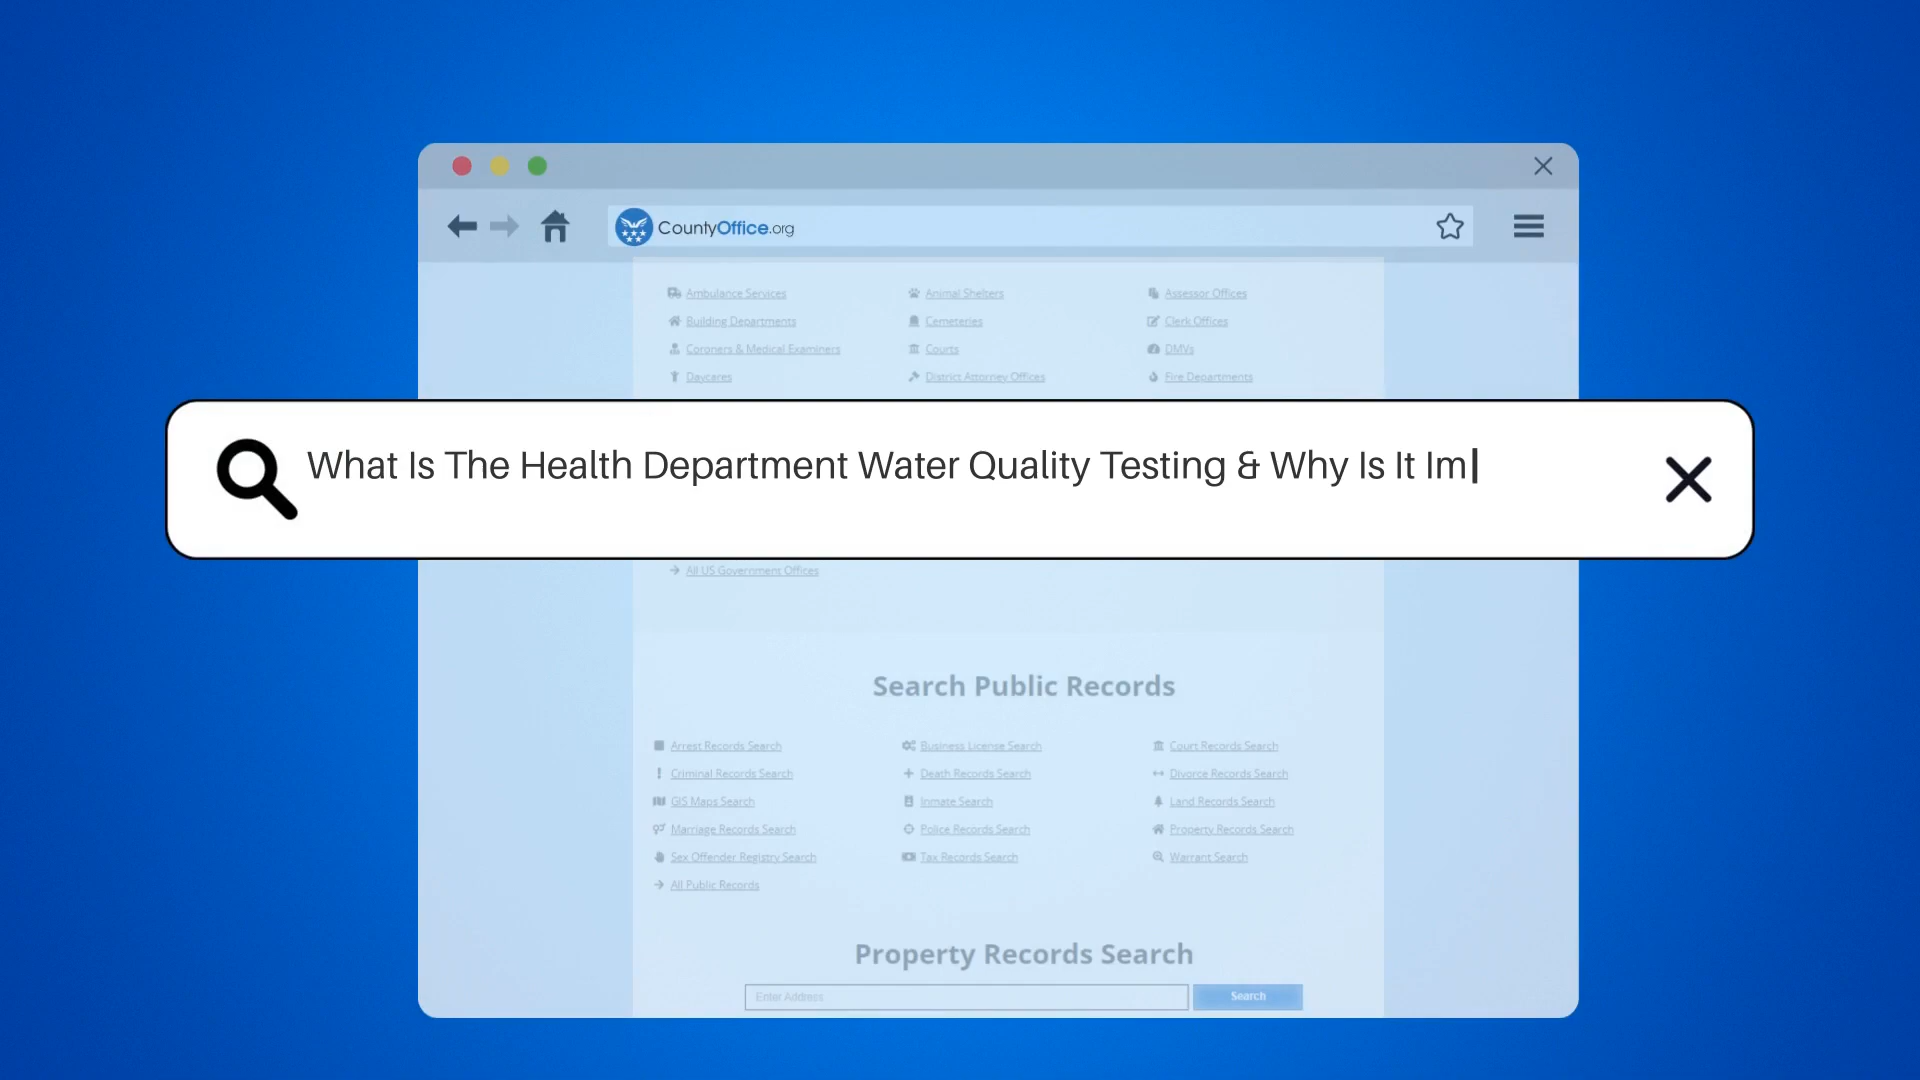 CountyOffice.org
Ambulance Services Animal Shelters Assessor Offices
Building Departments Cemeteries Clerk Offices
Coroners & Medical Examiners Courts DMVs
Daycares District Attorney Offices Fire Departments
What Is The Health Department Water Quality Testing & Why Is It Im
All US Government Offices
Search Public Records
Arrest Records Search Business License Search Court Records Search
Criminal Records Search Death Records Search Divorce Records Search
GIS Maps Search Inmate Search Land Records Search
Marriage Records Search Police Records Search Property Records Search
Sex Offender Registry Search Tax Records Search Warrant Search
All Public Records
Property Records Search
Enter Address Search